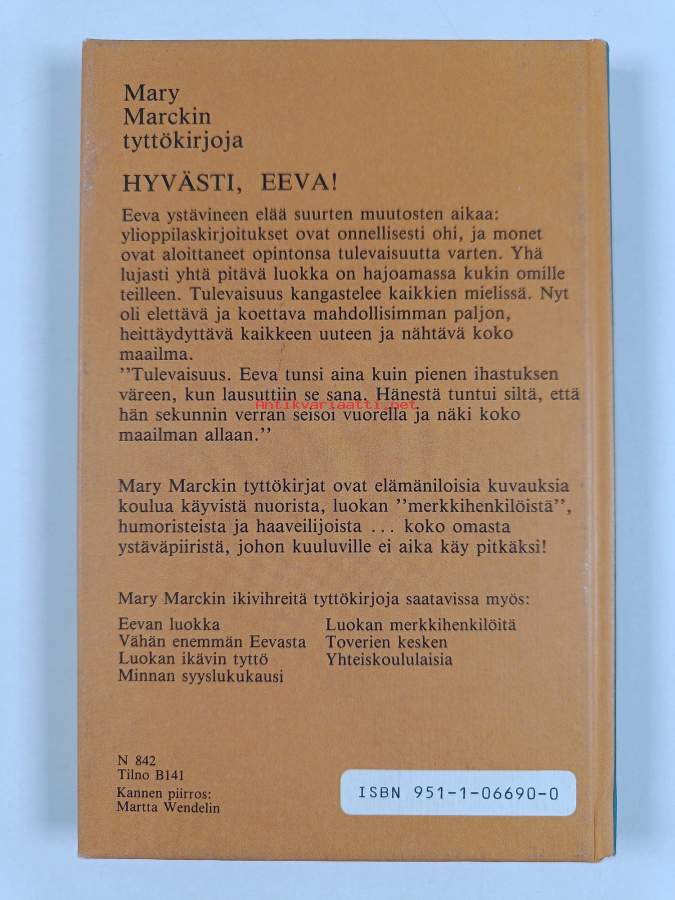 Mary
Marckin
tyttökirjoja
HYVÄSTI, EEVA!
Eeva ystävineen elää suurten muutosten aikaa:
ylioppilaskirjoitukset ovat onnellisesti ohi, ja monet
ovat aloittaneet opintonsa tulevaisuutta varten. Yhä
lujasti yhtä pitävä luokka on hajoamassa kukin omille
teilleen. Tulevaisuus kangastelee kaikkien mielissä. Nyt
oli elettävä ja koettava mahdollisimman paljon,
heittäydyttävä kaikkeen uuteen ja nähtävä koko
maailma.
”Tulevaisuus. Eeva tunsi aina kuin pienen ihastuksen
väreen, kun lausuttiin se sana. Hänestä tuntui siltä, että
Antikvariaatti.net
hän sekunnin verran seisoi vuorella ja näki koko
maailman allaan.”
Mary Marckin tyttökirjat ovat elämäniloisia kuvauksia
koulua käyvistä nuorista, luokan ”merkkihenkilöistä”,
humoristeista ja haaveilijoista ... koko omasta
ystäväpiiristä, johon kuuluville ei aika käy pitkäksi!
Mary Marckin ikivihreitä tyttökirjoja saatavissa myös:
Eevan luokka
Vähän enemmän Eevasta
Luokan ikävin tyttö
Minnan syyslukukausi
Luokan merkkihenkilöitä
Toverien kesken
Yhteiskoululaisia
N 842
Tilno B141
Kannen piirros:
Martta Wendelin
ISBN 951-1-06690-0